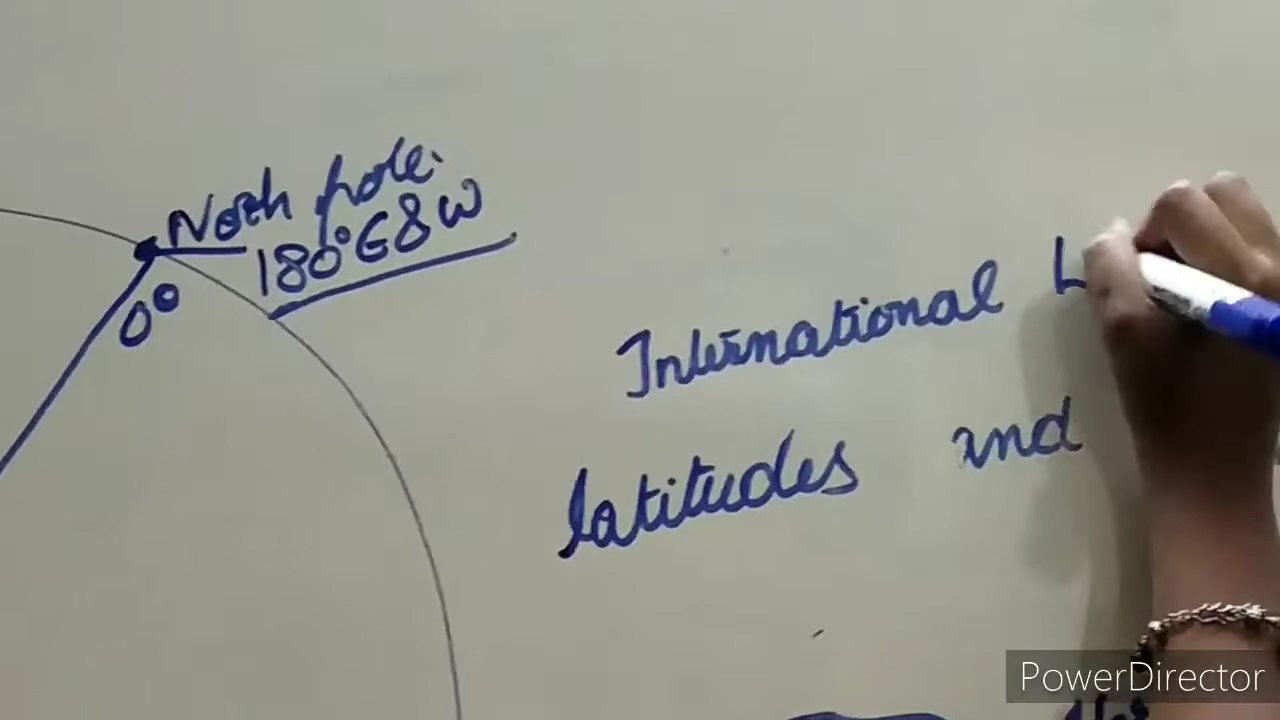 North pole
180°E&W
0°
International
latitudes and
PowerDirector